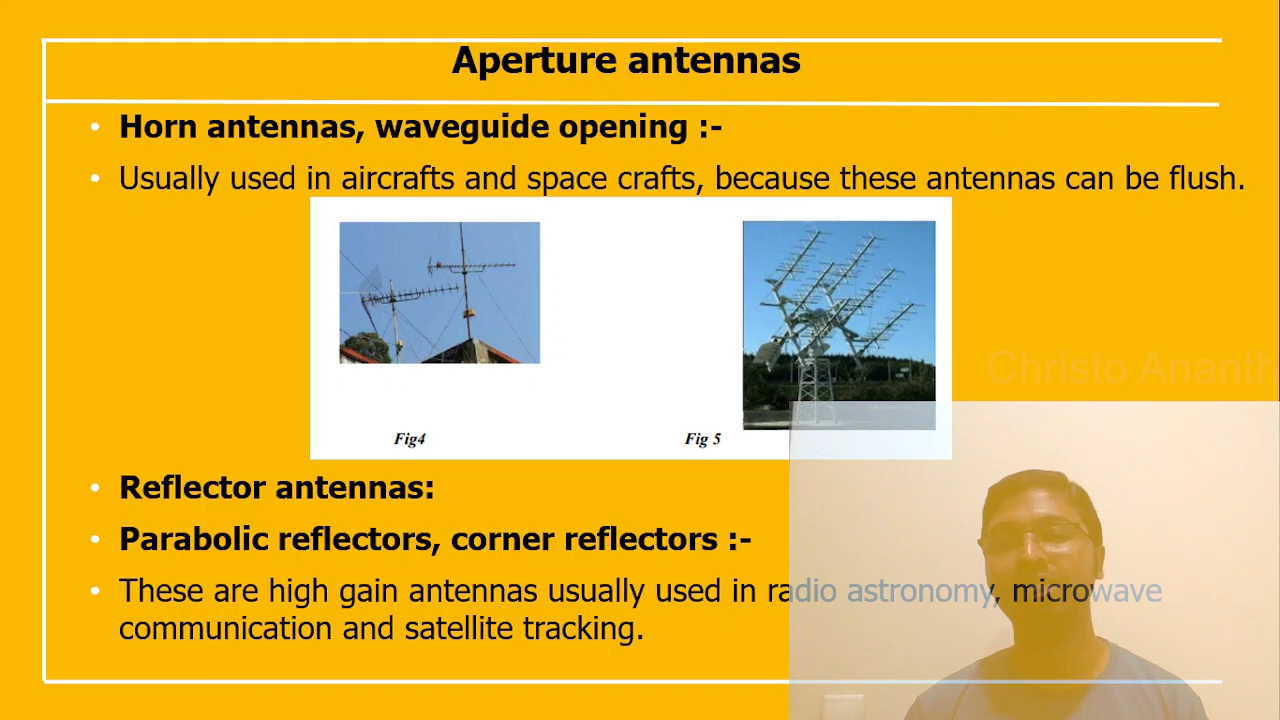 Aperture antennas
• Horn antennas, waveguide opening :-
• Usually used in aircrafts and space crafts, because these antennas can be flush.
Fig4
Fig 5
Christo Ananth
• Reflector antennas:
• Parabolic reflectors, corner reflectors :-
• These are high gain antennas usually used in radio astronomy, microwave
communication and satellite tracking.